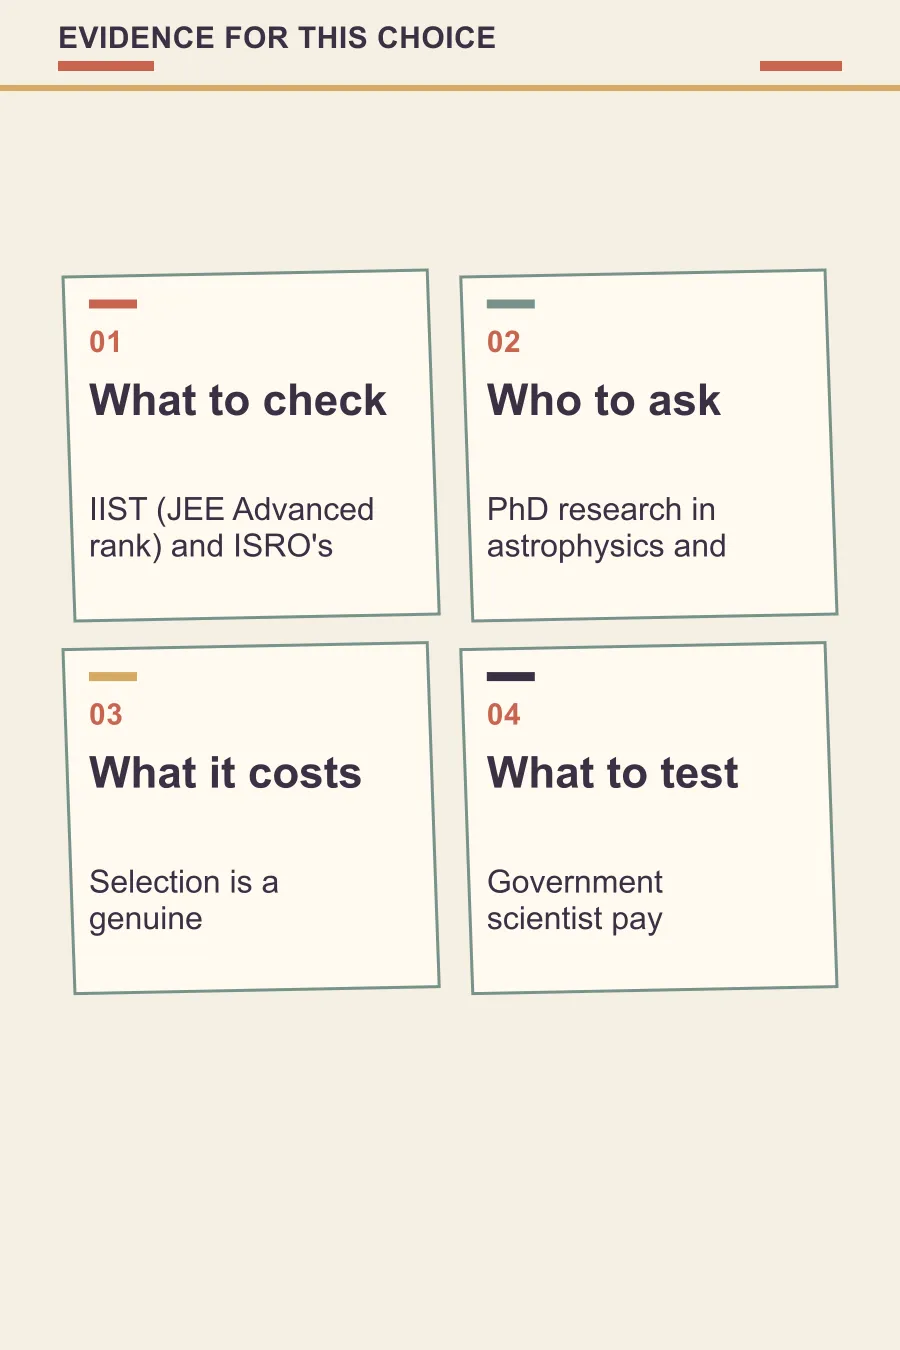 EVIDENCE FOR THIS CHOICE
01
What to check
IIST (JEE Advanced
rank) and ISRO's
02
Who to ask
PhD research in
astrophysics and
03
What it costs
Selection is a
genuine
04
What to test
Government
scientist pay